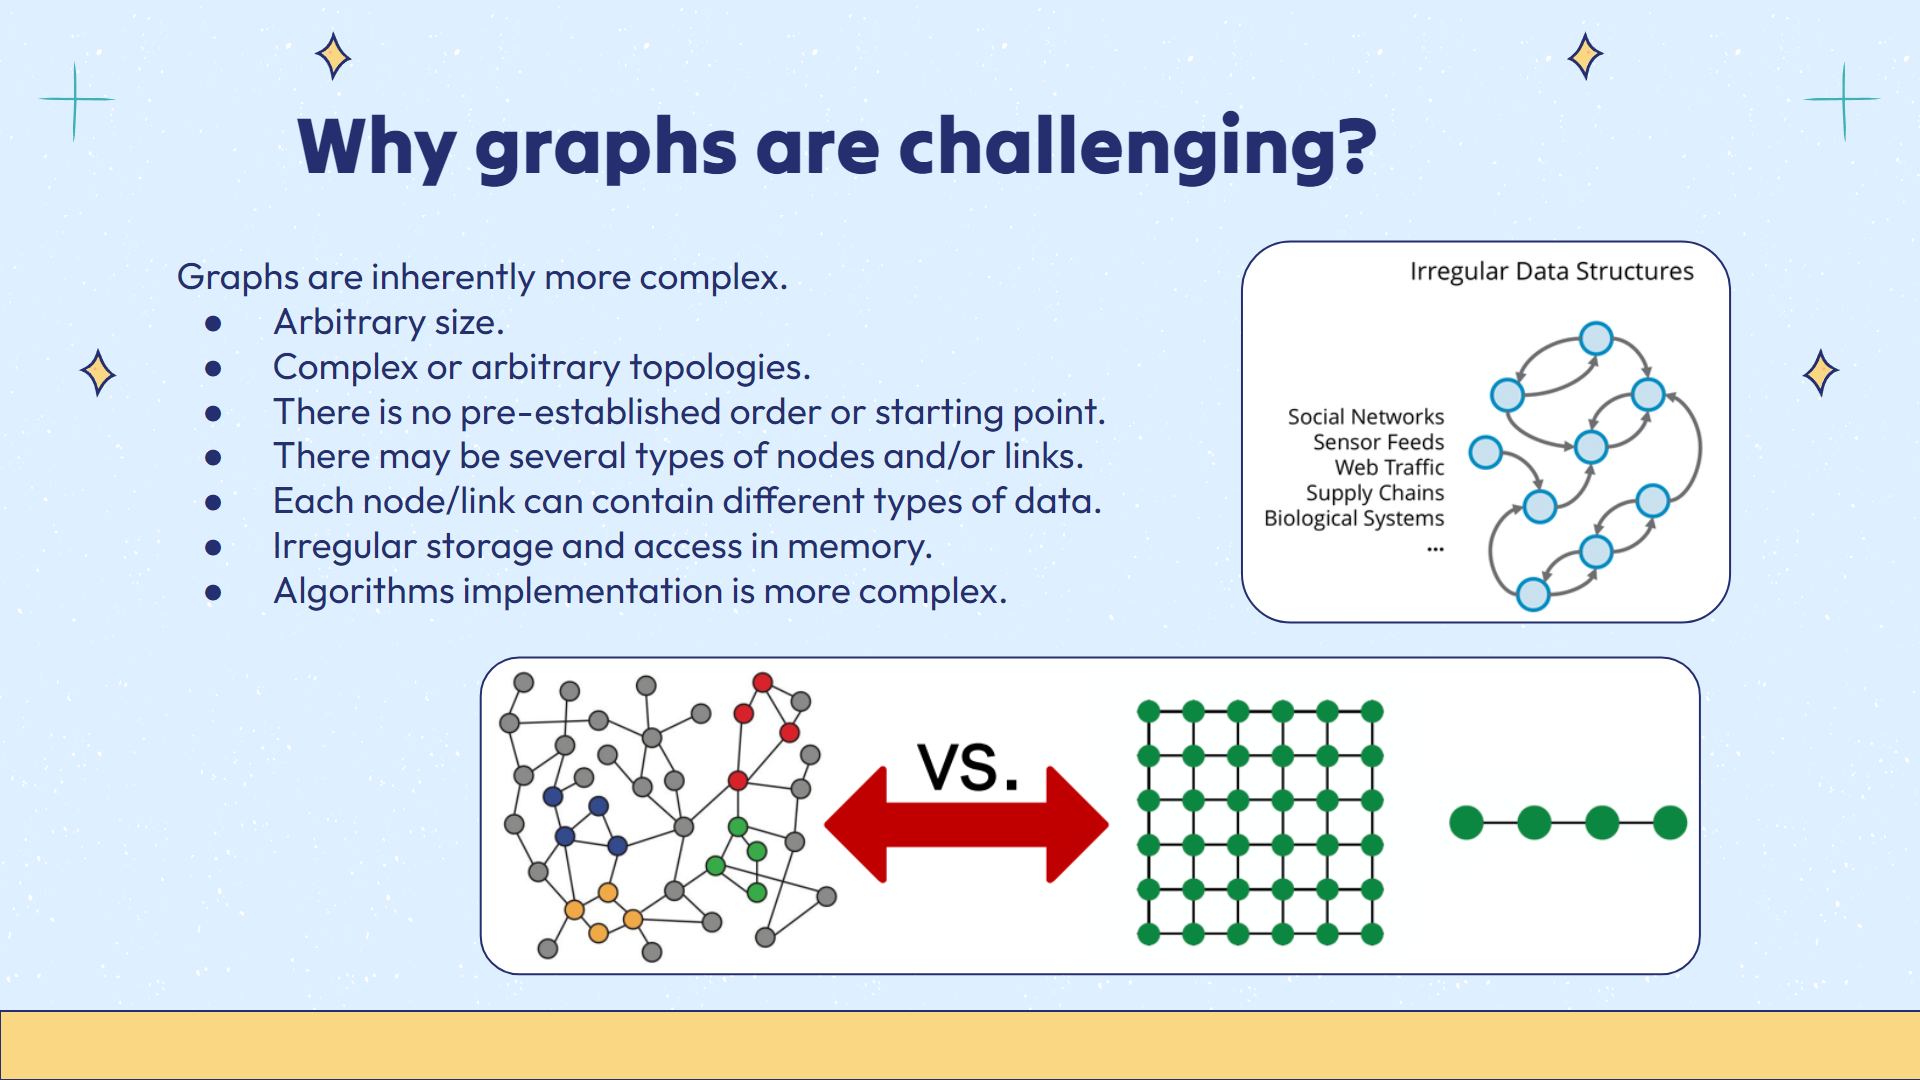 Why graphs are challenging?
Graphs are inherently more complex.
● Arbitrary size.
● Complex or arbitrary topologies.
● There is no pre-established order or starting point.
● There may be several types of nodes and/or links.
● Each node/link can contain different types of data.
● Irregular storage and access in memory.
● Algorithms implementation is more complex.
Irregular Data Structures
Social Networks
Sensor Feeds
Web Traffic
Supply Chains
Biological Systems
...
VS.